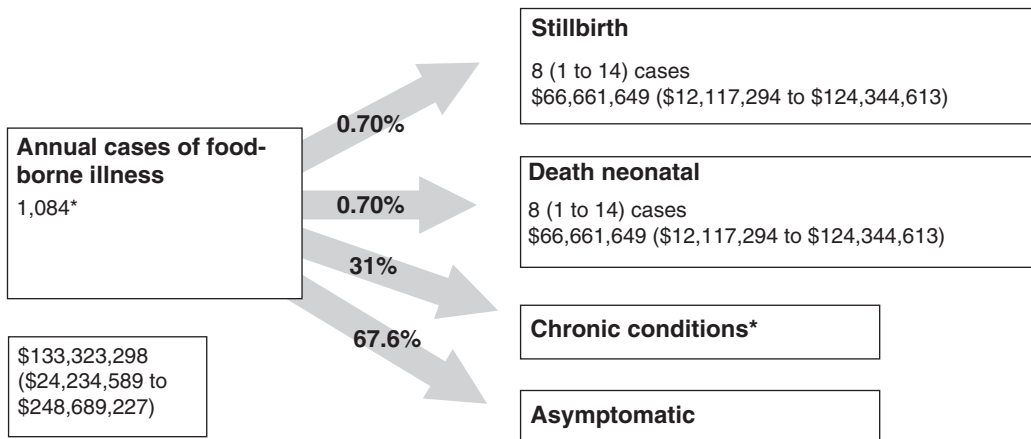 Stillbirth
8 (1 to 14) cases
$66,661,649 ($12,117,294 to $124,344,613)
0.70%
Annual cases of food-
borne illness
1,084*
Death neonatal
8 (1 to 14) cases
$66,661,649 ($12,117,294 to $124,344,613)
0.70%
31%
Chronic conditions*
67.6%
$133,323,298
($24,234,589 to
$248,689,227)
Asymptomatic